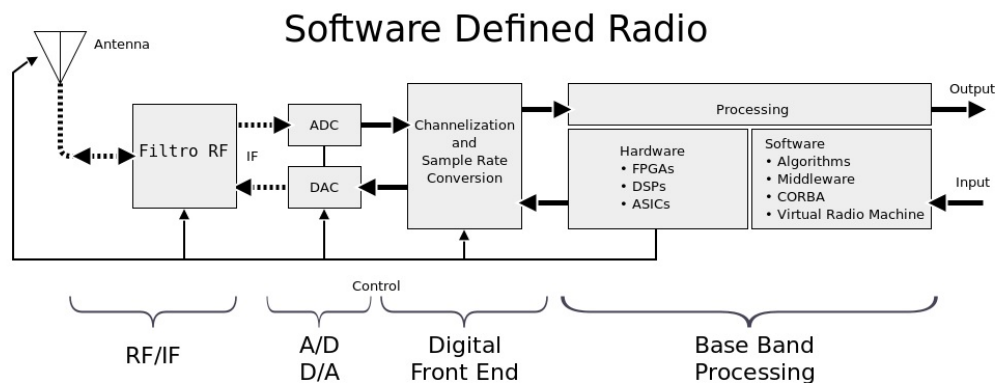 Software Defined Radio
Antenna
Filtro RF
IF
ADC
DAC
Channelization
and
Sample Rate
Conversion
Processing
Hardware
• FPGAs
• DSPs
• ASICs
Software
• Algorithms
• Middleware
• CORBA
• Virtual Radio Machine
Output
Input
Control
RF/IF
A/D
D/A
Digital
Front End
Base Band
Processing